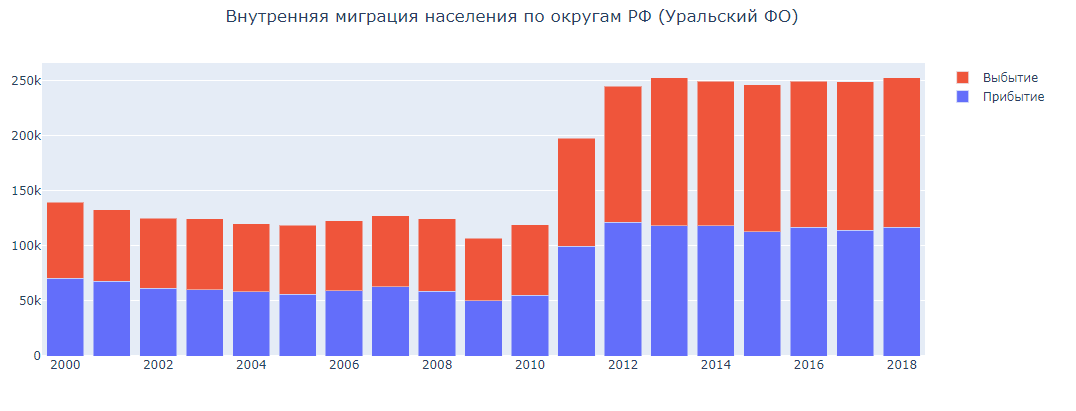 Внутренняя миграция населения по округам РФ (Уральский ФО)
250k
200k
150k
100k
50k
0
2000 2002 2004 2006 2008 2010 2012 2014 2016 2018
Выбытие
Прибытие